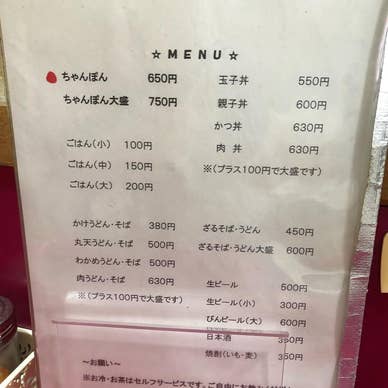 ☆ MENU ☆
ちゃんぽん 650円
ちゃんぽん大盛 750円
ごはん(小) 100円
ごはん(中) 150円
ごはん(大) 200円
かけうどん・そば 380円
丸天うどん・そば 500円
わかめうどん・そば 500円
肉うどん・そば 630円
※(プラス100円で大盛です)
玉子丼 550円
親子丼 600円
かつ丼 630円
肉 丼 630円
※(プラス100円で大盛です)
ざるそば・うどん 450円
ざるそば・うどん大盛 600円
生ビール 500円
生ビール(小) 300円
びんビール(大) 600円
日本酒 350円
焼酎(いも・麦) 350円
～お願い～
※お冷・お茶はセルフサービスです。ご自由に